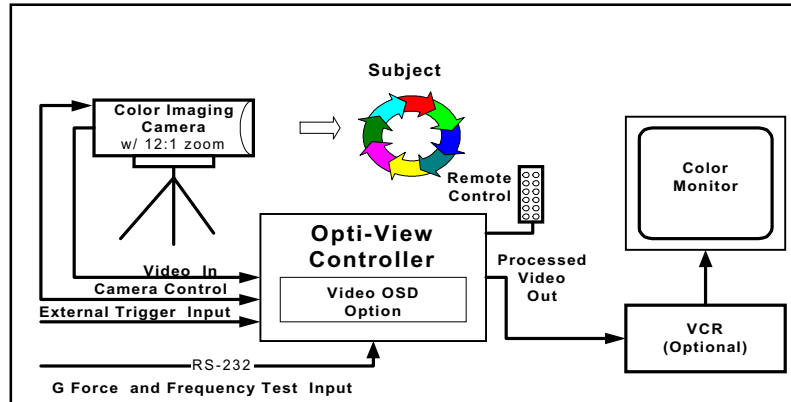 Subject
Color Imaging
Camera
w/ 12:1 zoom
Remote
Control
Color
Monitor
Opti-View
Controller
Video OSD
Option
Video In
Camera Control
External Trigger Input
Processed
Video
Out
VCR
(Optional)
RS-232
G Force and Frequency Test Input